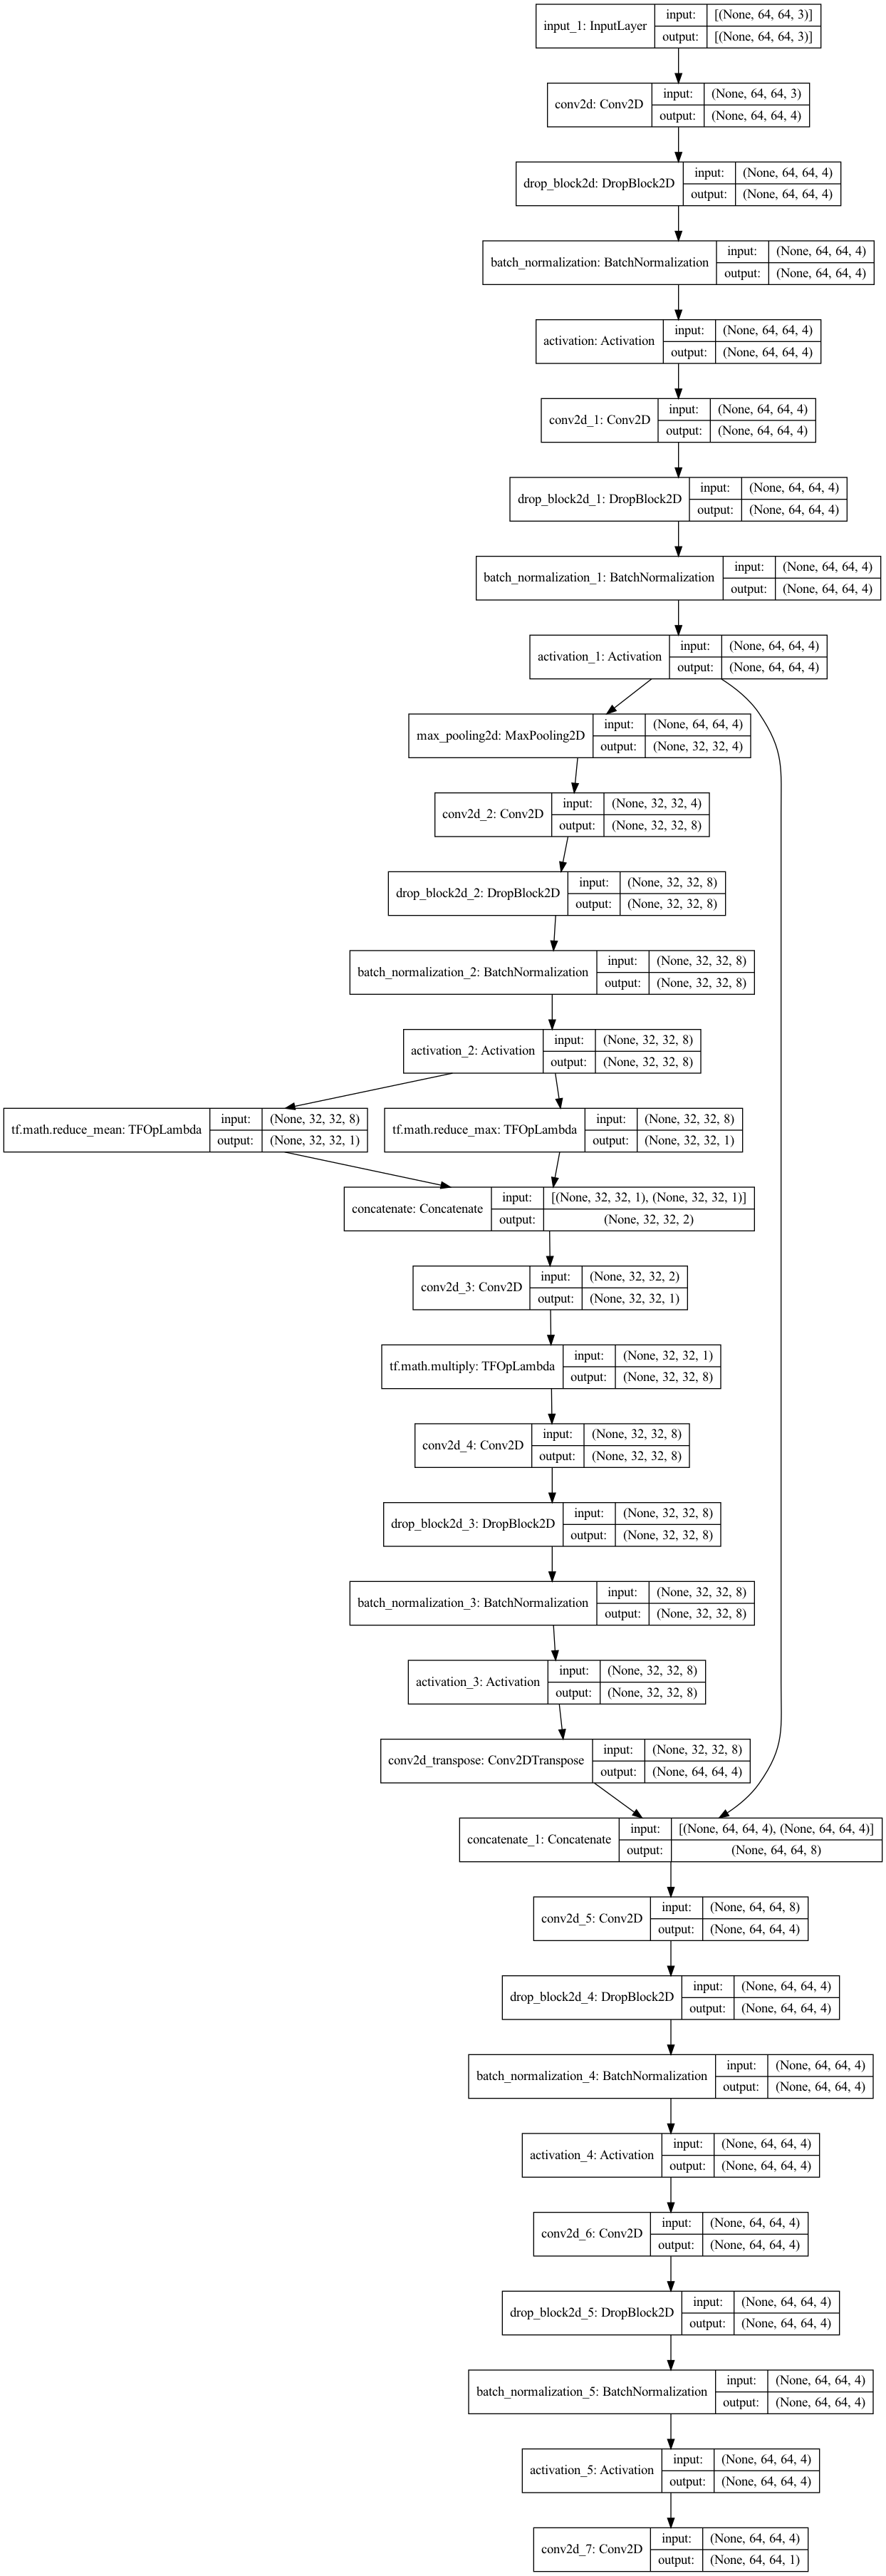 input_1: InputLayer
input: [(None, 64, 64, 3)]
output: [(None, 64, 64, 3)]
conv2d: Conv2D
input: (None, 64, 64, 3)
output: (None, 64, 64, 4)
drop_block2d: DropBlock2D
input: (None, 64, 64, 4)
output: (None, 64, 64, 4)
batch_normalization: BatchNormalization
input: (None, 64, 64, 4)
output: (None, 64, 64, 4)
activation: Activation
input: (None, 64, 64, 4)
output: (None, 64, 64, 4)
conv2d_1: Conv2D
input: (None, 64, 64, 4)
output: (None, 64, 64, 4)
drop_block2d_1: DropBlock2D
input: (None, 64, 64, 4)
output: (None, 64, 64, 4)
batch_normalization_1: BatchNormalization
input: (None, 64, 64, 4)
output: (None, 64, 64, 4)
activation_1: Activation
input: (None, 64, 64, 4)
output: (None, 64, 64, 4)
max_pooling2d: MaxPooling2D
input: (None, 64, 64, 4)
output: (None, 32, 32, 4)
conv2d_2: Conv2D
input: (None, 32, 32, 4)
output: (None, 32, 32, 8)
drop_block2d_2: DropBlock2D
input: (None, 32, 32, 8)
output: (None, 32, 32, 8)
batch_normalization_2: BatchNormalization
input: (None, 32, 32, 8)
output: (None, 32, 32, 8)
activation_2: Activation
input: (None, 32, 32, 8)
output: (None, 32, 32, 8)
tf.math.reduce_mean: TFOpLambda
input: (None, 32, 32, 8)
output: (None, 32, 32, 1)
tf.math.reduce_max: TFOpLambda
input: (None, 32, 32, 8)
output: (None, 32, 32, 1)
concatenate: Concatenate
input: [(None, 32, 32, 1), (None, 32, 32, 1)]
output: (None, 32, 32, 2)
conv2d_3: Conv2D
input: (None, 32, 32, 2)
output: (None, 32, 32, 1)
tf.math.multiply: TFOpLambda
input: (None, 32, 32, 1)
output: (None, 32, 32, 8)
conv2d_4: Conv2D
input: (None, 32, 32, 8)
output: (None, 32, 32, 8)
drop_block2d_3: DropBlock2D
input: (None, 32, 32, 8)
output: (None, 32, 32, 8)
batch_normalization_3: BatchNormalization
input: (None, 32, 32, 8)
output: (None, 32, 32, 8)
activation_3: Activation
input: (None, 32, 32, 8)
output: (None, 32, 32, 8)
conv2d_transpose: Conv2DTranspose
input: (None, 32, 32, 8)
output: (None, 64, 64, 4)
concatenate_1: Concatenate
input: [(None, 64, 64, 4), (None, 64, 64, 4)]
output: (None, 64, 64, 8)
conv2d_5: Conv2D
input: (None, 64, 64, 8)
output: (None, 64, 64, 4)
drop_block2d_4: DropBlock2D
input: (None, 64, 64, 4)
output: (None, 64, 64, 4)
batch_normalization_4: BatchNormalization
input: (None, 64, 64, 4)
output: (None, 64, 64, 4)
activation_4: Activation
input: (None, 64, 64, 4)
output: (None, 64, 64, 4)
conv2d_6: Conv2D
input: (None, 64, 64, 4)
output: (None, 64, 64, 4)
drop_block2d_5: DropBlock2D
input: (None, 64, 64, 4)
output: (None, 64, 64, 4)
batch_normalization_5: BatchNormalization
input: (None, 64, 64, 4)
output: (None, 64, 64, 4)
activation_5: Activation
input: (None, 64, 64, 4)
output: (None, 64, 64, 4)
conv2d_7: Conv2D
input: (None, 64, 64, 4)
output: (None, 64, 64, 1)